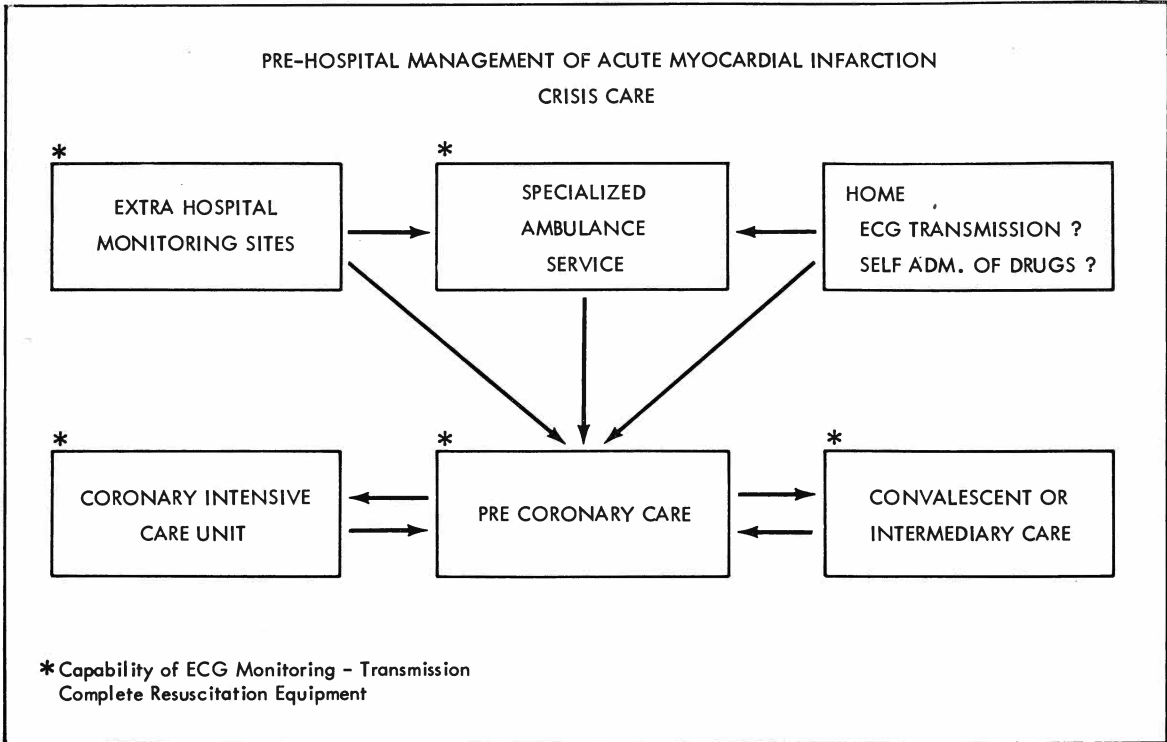 PRE-HOSPITAL MANAGEMENT OF ACUTE MYOCARDIAL INFARCTION
CRISIS CARE
*
EXTRA HOSPITAL
MONITORING SITES
*
SPECIALIZED
AMBULANCE
SERVICE
HOME
ECG TRANSMISSION ?
SELF ADM. OF DRUGS ?
*
CORONARY INTENSIVE
CARE UNIT
*
PRE CORONARY CARE
*
CONVALESCENT OR
INTERMEDIARY CARE
* Capability of ECG Monitoring - Transmission
Complete Resuscitation Equipment